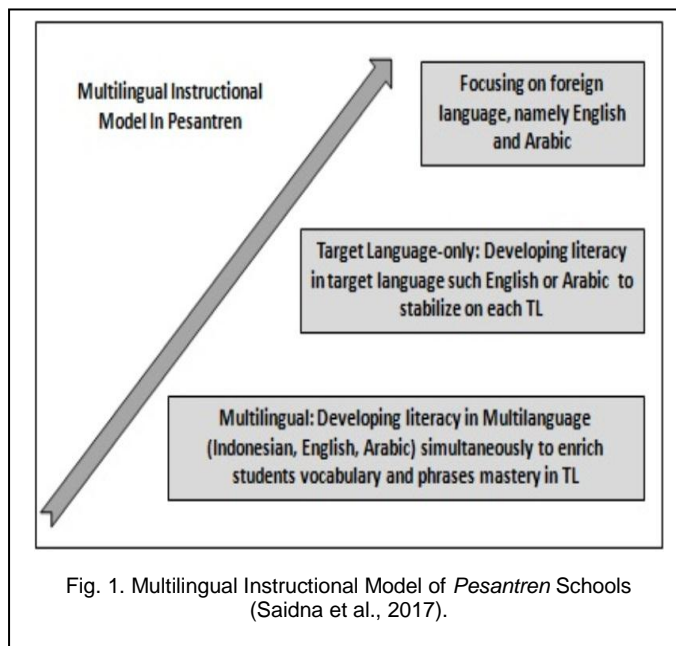 Multilingual Instructional
Model In Pesantren
Focusing on foreign
language, namely English
and Arabic
Target Language-only: Developing literacy
in target language such English or Arabic to
stabilize on each TL
Multilingual: Developing literacy in Multilanguage
(Indonesian, English, Arabic) simultaneously to enrich
students vocabulary and phrases mastery in TL
Fig. 1. Multilingual Instructional Model of Pesantren Schools
(Saidna et al., 2017).